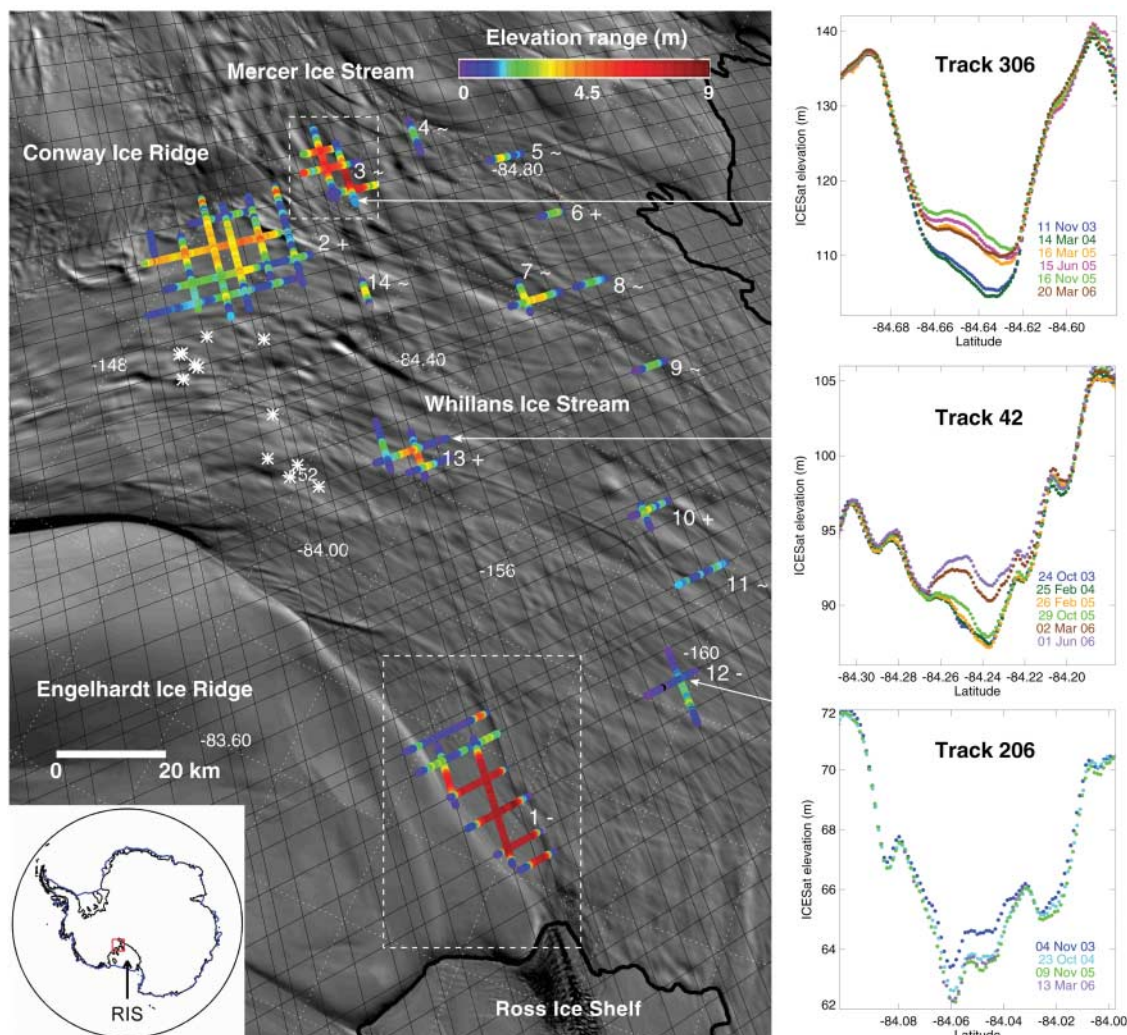 Elevation range (m)
0 4.5 9
Mercer Ice Stream
Conway Ice Ridge
4 ~
5 ~
-84.80
3 ~
6 +
2 +
7 ~
8 ~
14 ~
-148
-84.40
9 ~
Whillans Ice Stream
13 +
52
10 +
-84.00
-156
11 ~
-160
12 -
Engelhardt Ice Ridge
-83.60
0 20 km
1 -
RIS
Ross Ice Shelf
Track 306
ICESat elevation (m)
140
130
120
110
11 Nov 03
14 Mar 04
16 Mar 05
15 Jun 05
16 Nov 05
20 Mar 06
-84.68 -84.66 -84.64 -84.62 -84.60
Latitude
Track 42
ICESat elevation (m)
105
100
95
90
24 Oct 03
25 Feb 04
26 Feb 05
29 Oct 05
02 Mar 06
01 Jun 06
-84.30 -84.28 -84.26 -84.24 -84.22 -84.20
Latitude
Track 206
ICESat elevation (m)
72
70
68
66
64
62
04 Nov 03
23 Oct 04
09 Nov 05
13 Mar 06
-84.08 -84.06 -84.04 -84.02 -84.00
Latitude